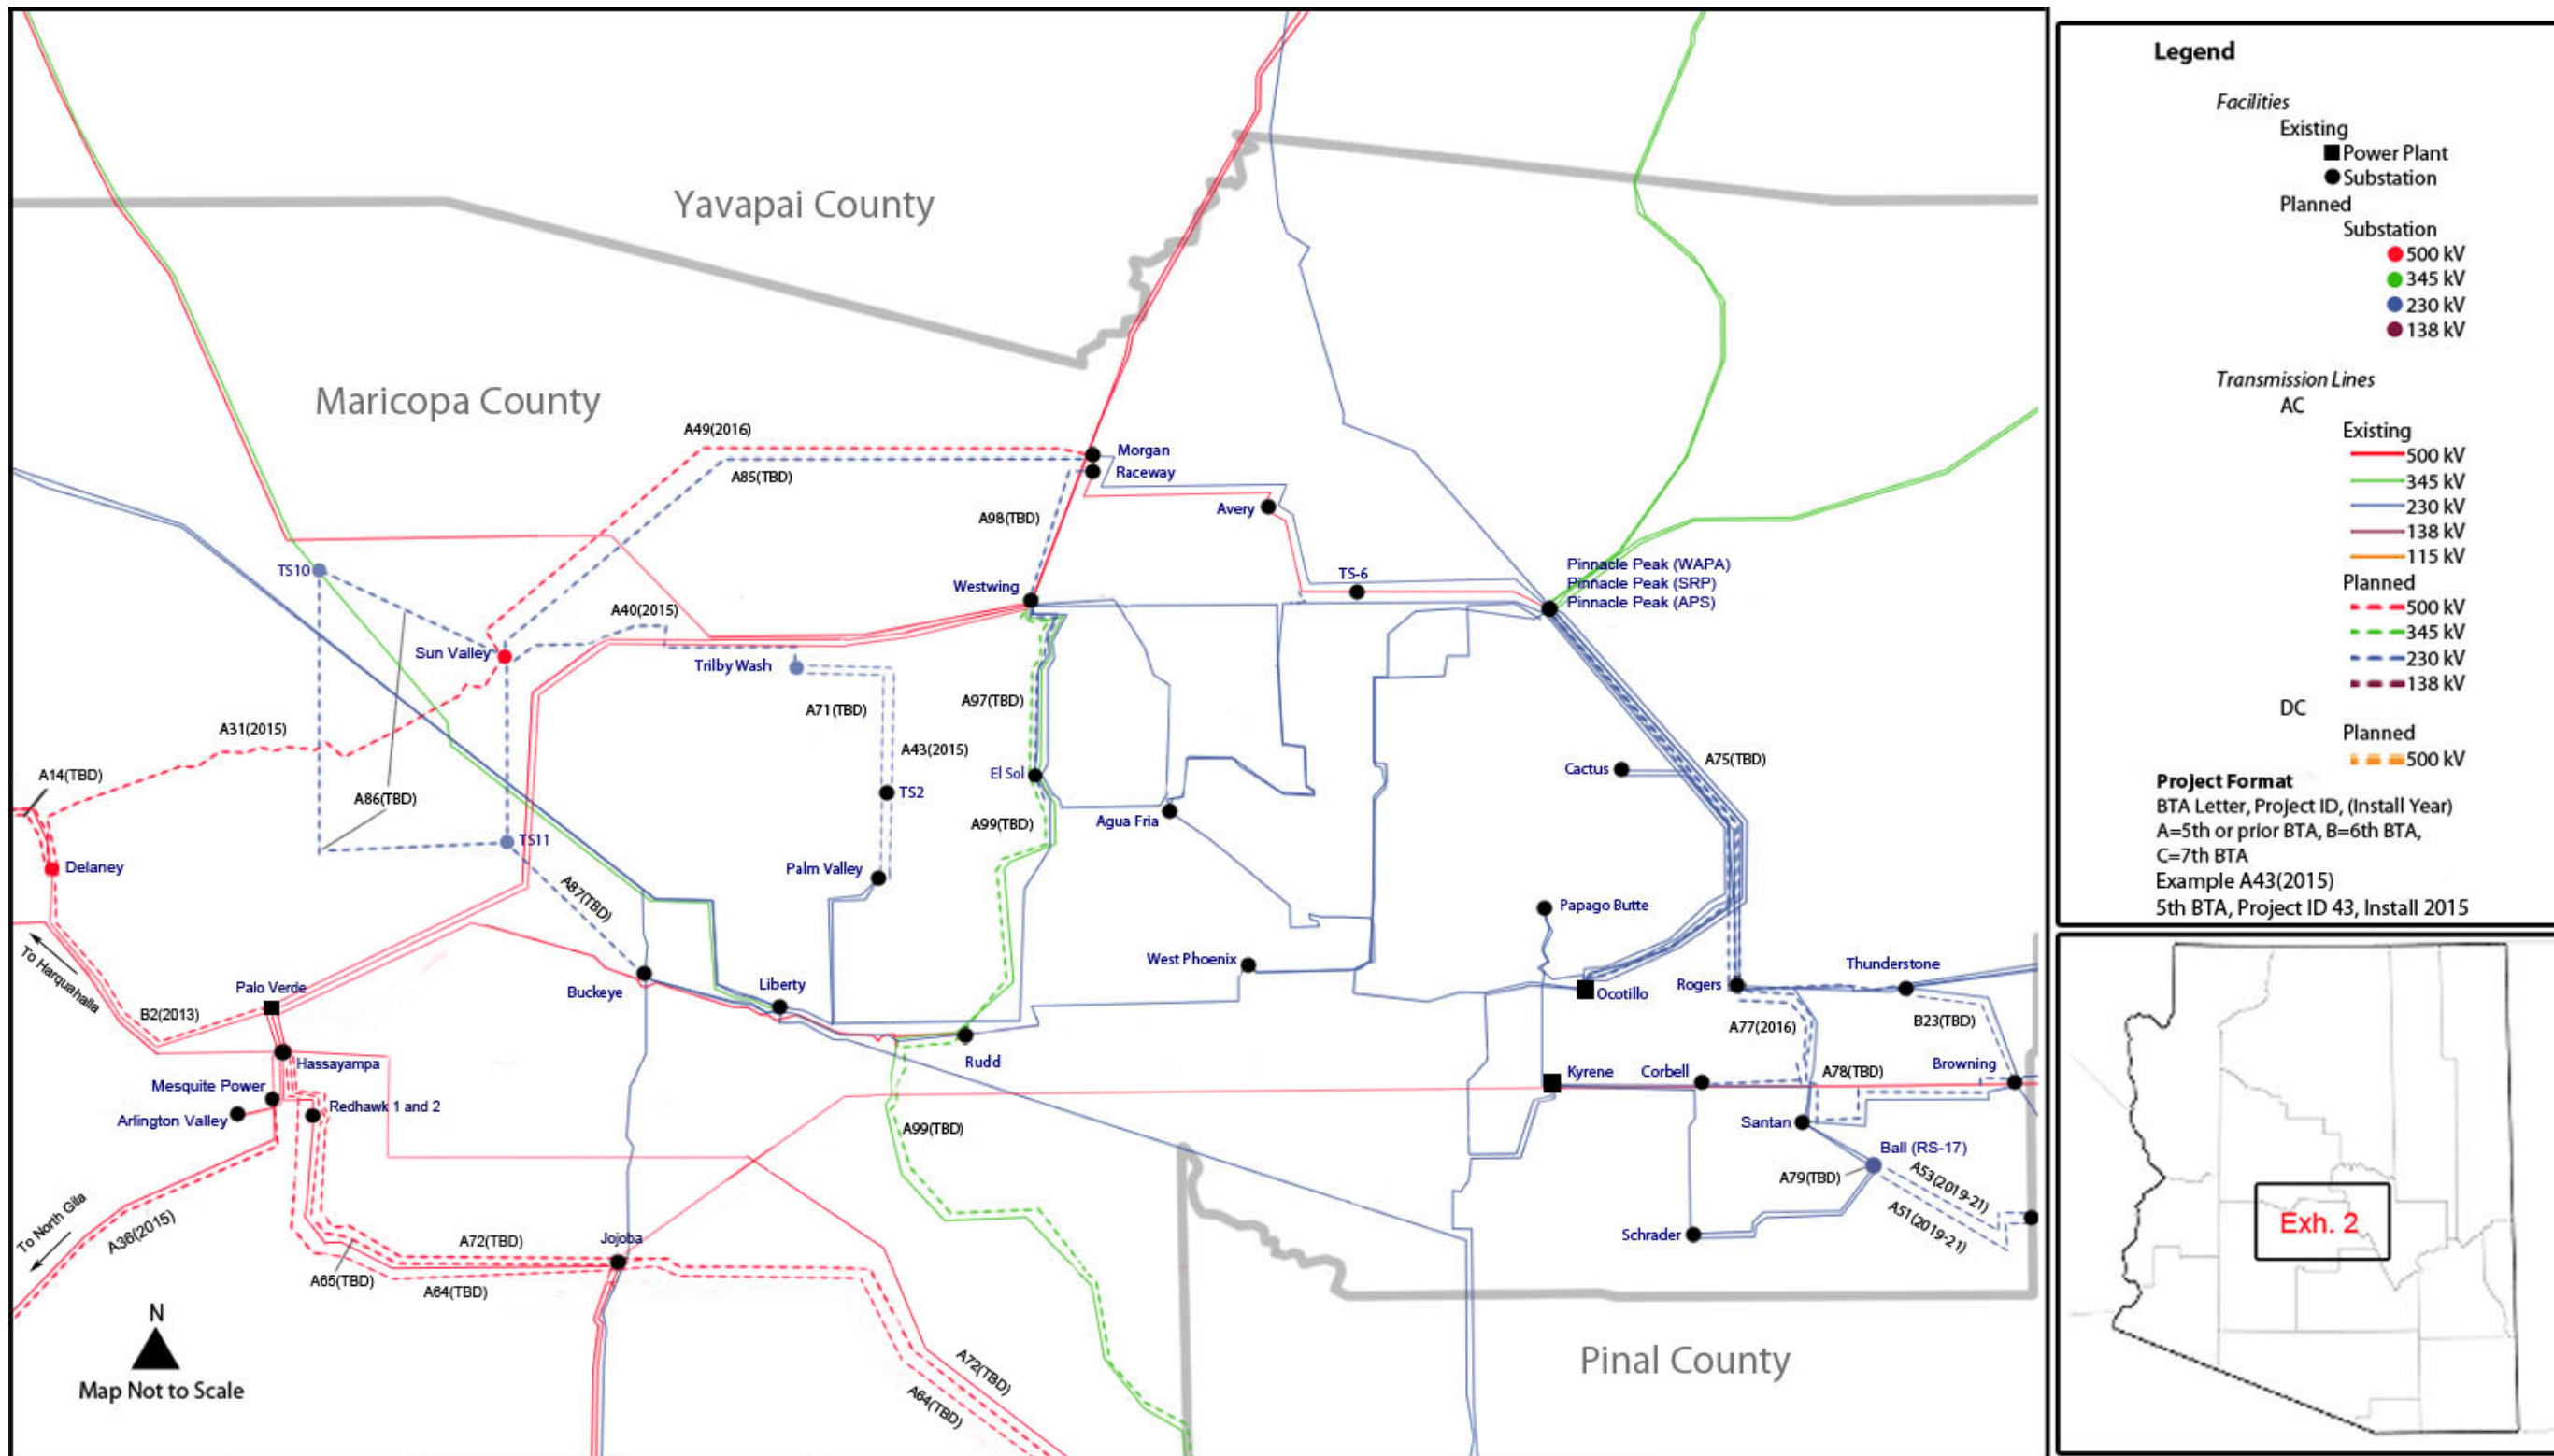 Yavapai County
Maricopa County
A49(2016)
Morgan
A85(TBD)
Raceway
Avery
A98(TBD)
Pinnacle Peak (WAPA)
TS10
TS-6
Pinnacle Peak (SRP)
Westwing
Pinnacle Peak (APS)
A40(2015)
Sun Valley
Trilby Wash
A97(TBD)
A71(TBD)
A31(2015)
A43(2015)
A75(TBD)
Cactus
A14(TBD)
El Sol
TS2
A86(TBD)
Agua Fria
A99(TBD)
TS11
Delaney
Palm Valley
A87(TBD)
Papago Butte
To Harquahalla
West Phoenix
Thunderstone
Palo Verde
Buckeye
Liberty
Ocotillo
Rogers
B2(2013)
A77(2016)
B23(TBD)
Hassayampa
Rudd
Browning
Mesquite Power
Kyrene
Corbell
A78(TBD)
Redhawk 1 and 2
Arlington Valley
A99(TBD)
Santan
Ball (RS-17)
A79(TBD)
A53(2019-21)
A51(2019-21)
To North Gila
A36(2015)
A72(TBD)
Jojoba
Schrader
A65(TBD)
A64(TBD)
N
Map Not to Scale
A72(TBD)
A64(TBD)
Pinal County
Legend
Facilities
Existing
Power Plant
Substation
Planned
Substation
500 kV
345 kV
230 kV
138 kV
Transmission Lines
AC
Existing
500 kV
345 kV
230 kV
138 kV
115 kV
Planned
500 kV
345 kV
230 kV
138 kV
DC
Planned
500 kV
Project Format
BTA Letter, Project ID, (Install Year)
A=5th or prior BTA, B=6th BTA,
C=7th BTA
Example A43(2015)
5th BTA, Project ID 43, Install 2015
Exh. 2